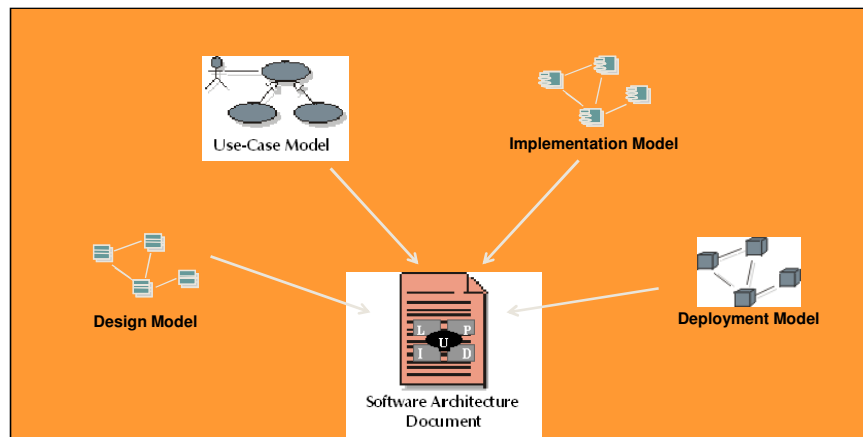 Use-Case Model
Implementation Model
Design Model
Deployment Model
L P
U
I D
Software Architecture
Document